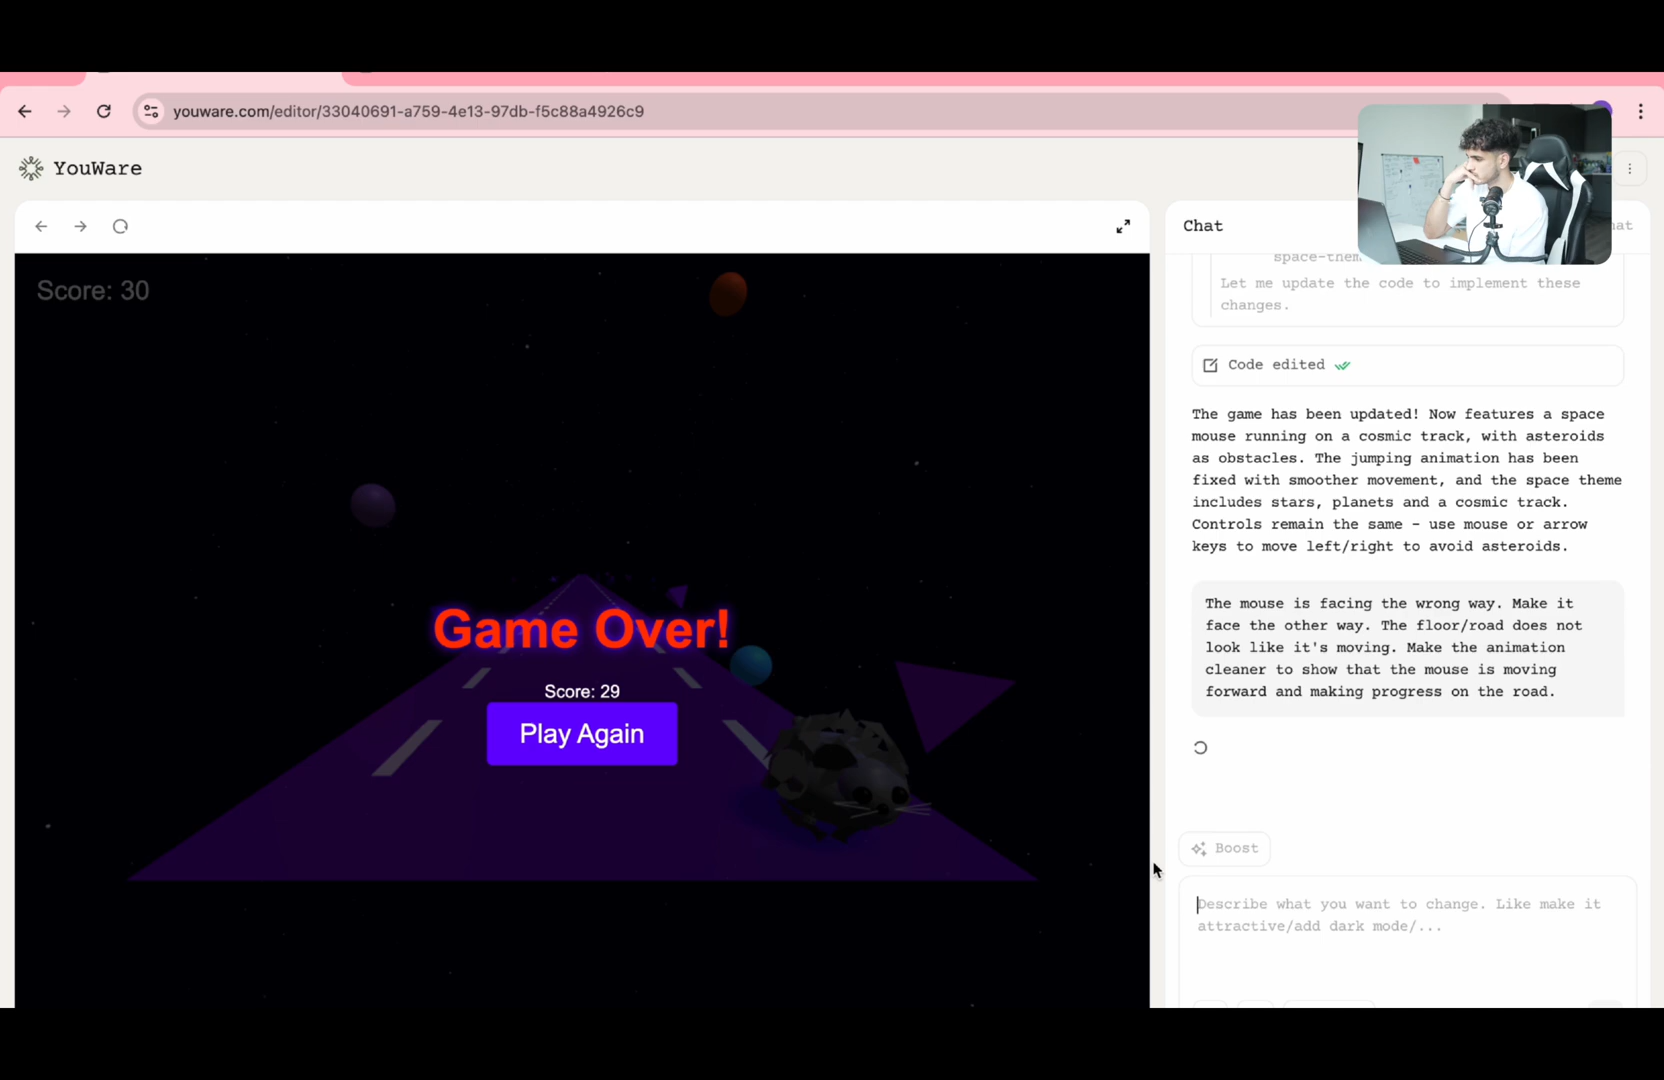 youware.com/editor/33040691-a759-4e13-97db-f5c88a4926c9
YouWare
Chat
Score: 30
Game Over!
Score: 29
Play Again
space-them
Let me update the code to implement these
changes.
Code edited
The game has been updated! Now features a space
mouse running on a cosmic track, with asteroids
as obstacles. The jumping animation has been
fixed with smoother movement, and the space theme
includes stars, planets and a cosmic track.
Controls remain the same - use mouse or arrow
keys to move left/right to avoid asteroids.
The mouse is facing the wrong way. Make it
face the other way. The floor/road does not
look like it's moving. Make the animation
cleaner to show that the mouse is moving
forward and making progress on the road.
Boost
Describe what you want to change. Like make it
attractive/add dark mode/...